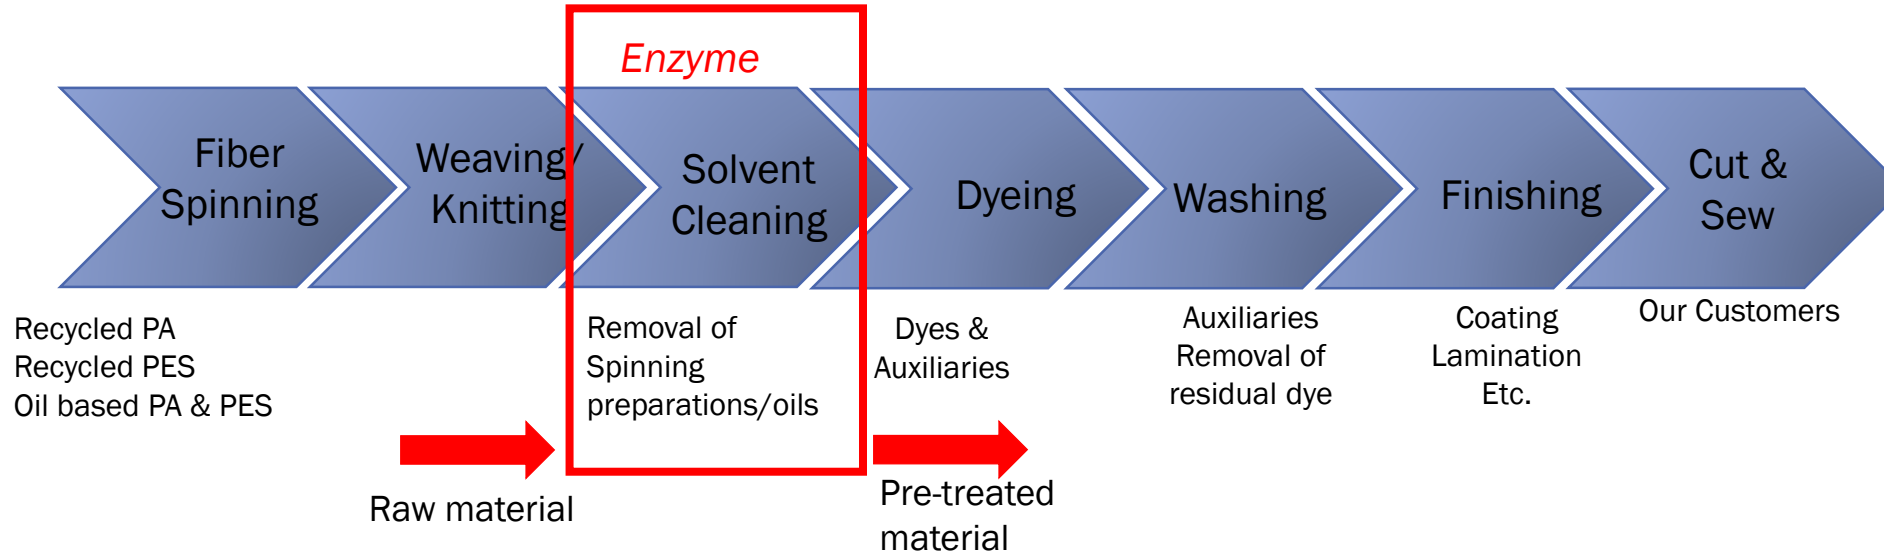 Enzyme
Fiber
Spinning
Weaving/
Knitting
Solvent
Cleaning
Dyeing
Washing
Finishing
Cut &
Sew
Recycled PA
Recycled PES
Oil based PA & PES
Removal of
Spinning
preparations/oils
Dyes &
Auxiliaries
Auxiliaries
Removal of
residual dye
Coating
Lamination
Etc.
Our Customers
Raw material
Pre-treated
material